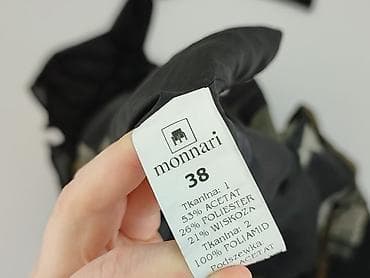 monnari
38
Tkanina: 1
53% ACETAT
26% POLIESTER
21% WISKOZA
Tkanina: 2
100% POLIAMID
Podszewka